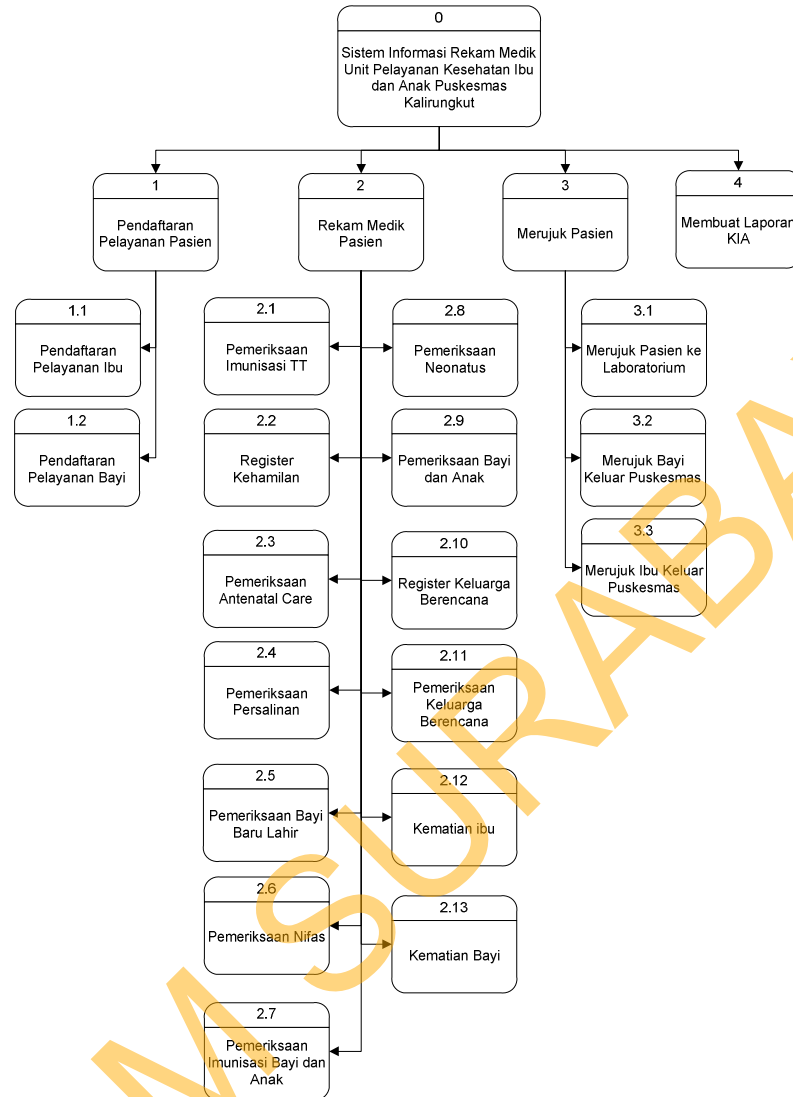 0
Sistem Informasi Rekam Medik
Unit Pelayanan Kesehatan Ibu
dan Anak Puskesmas
Kalirungkut
1
Pendaftaran
Pelayanan Pasien
2
Rekam Medik
Pasien
3
Merujuk Pasien
4
Membuat Laporan
KIA
1.1
Pendaftaran
Pelayanan Ibu
1.2
Pendaftaran
Pelayanan Bayi
2.1
Pemeriksaan
Imunisasi TT
2.2
Register
Kehamilan
2.3
Pemeriksaan
Antenatal Care
2.4
Pemeriksaan
Persalinan
2.5
Pemeriksaan Bayi
Baru Lahir
2.6
Pemeriksaan Nifas
2.7
Pemeriksaan
Imunisasi Bayi dan
Anak
2.8
Pemeriksaan
Neonatus
2.9
Pemeriksaan Bayi
dan Anak
2.10
Register Keluarga
Berencana
2.11
Pemeriksaan
Keluarga
Berencana
2.12
Kematian ibu
2.13
Kematian Bayi
3.1
Merujuk Pasien ke
Laboratorium
3.2
Merujuk Bayi
Keluar Puskesmas
3.3
Merujuk Ibu Keluar
Puskesmas
M SURABA